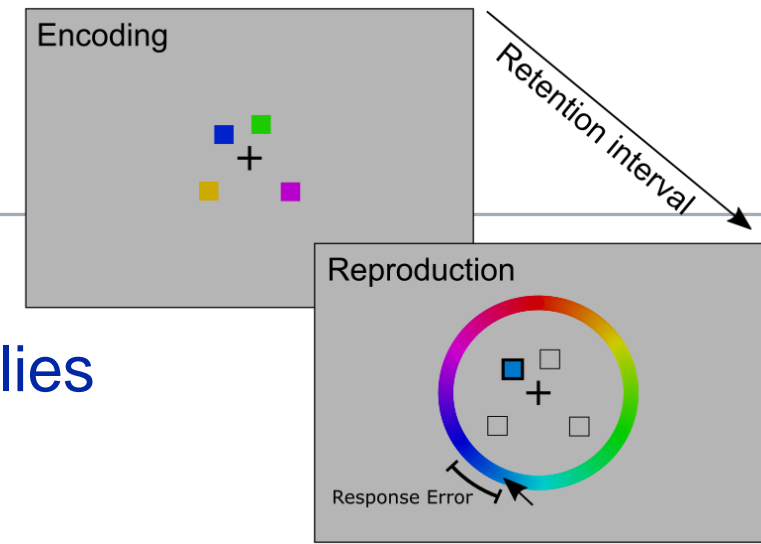 Encoding
Retention interval
Reproduction
lies
Response Error